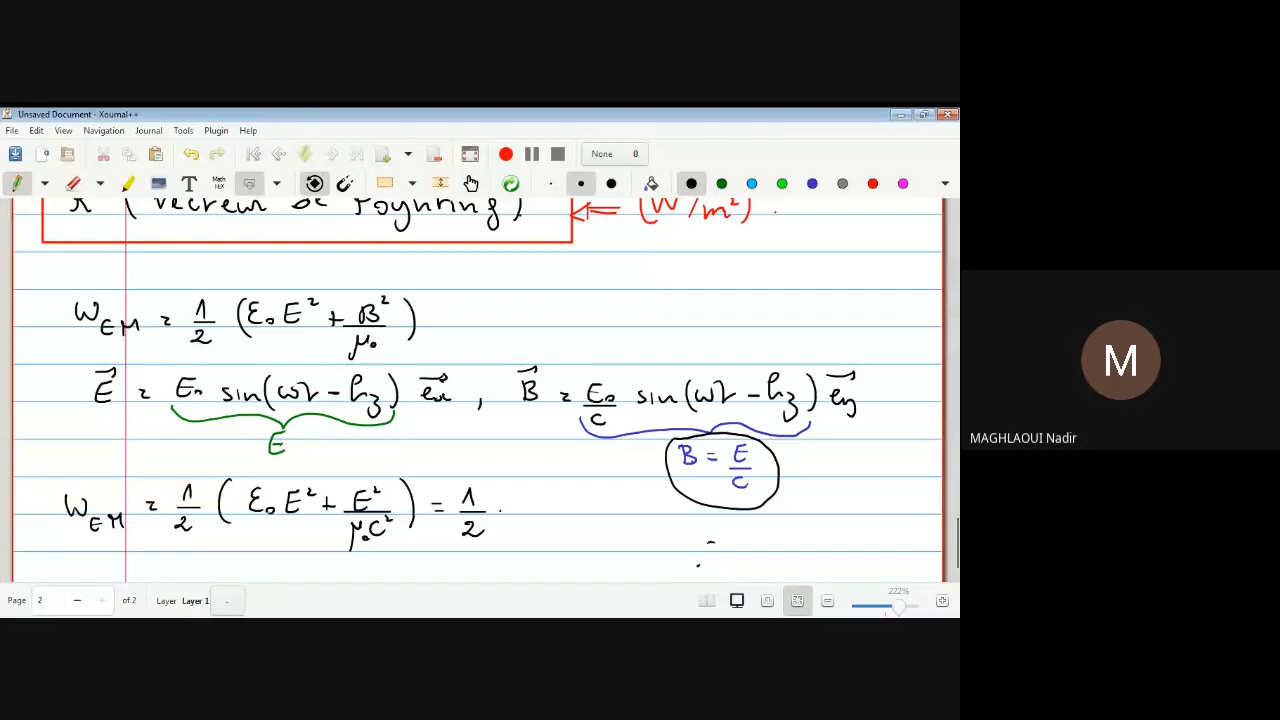 Unsaved Document - Xournal++
File Edit View Navigation Journal Tools Plugin Help
None 0
(Vecteur de Poynting) ⇐ (W/m²).
W_EM = 1/2 (ε₀E² + B²/μ₀)
E⃗ = E₀ sin(ωt - kz) e⃗x , B⃗ = E₀/c sin(ωt - kz) e⃗y
E
B = E/c
W_EM = 1/2 (ε₀E² + E²/μ₀c²) = 1/2
M
MAGHLAOUI Nadir
Page 2 of 2 Layer Layer 1 222%